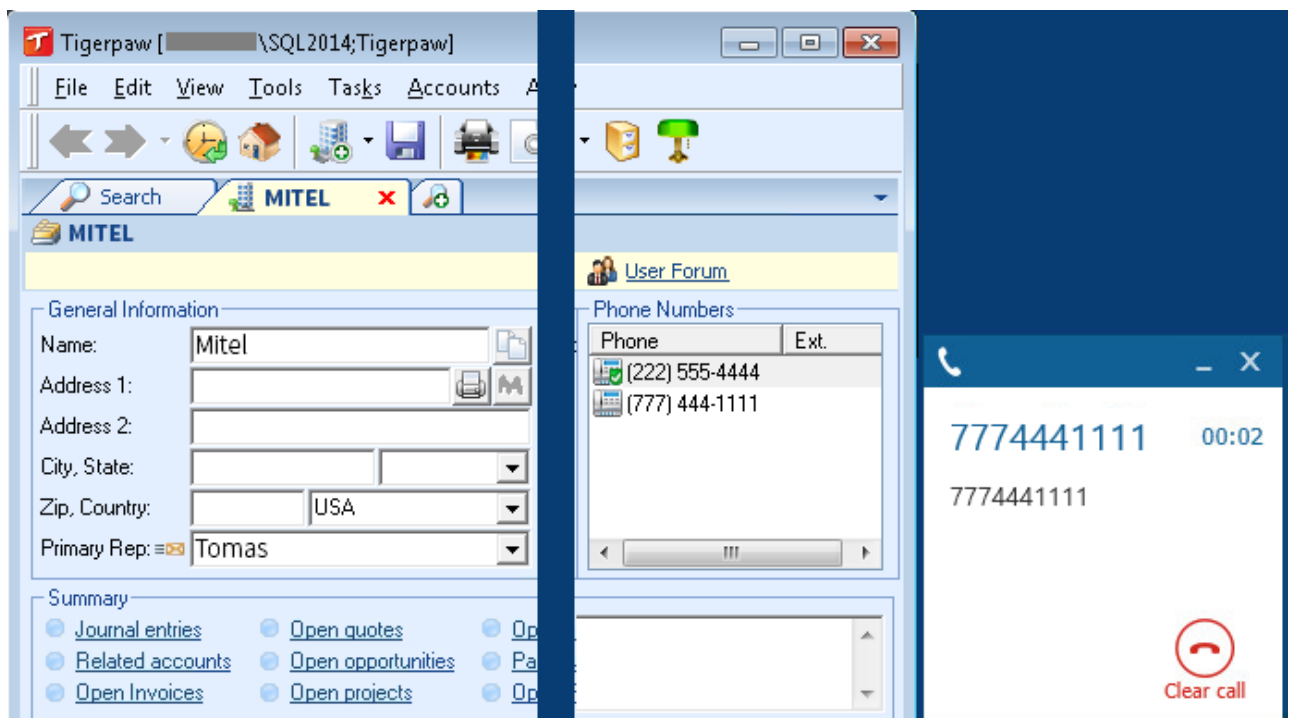 Tigerpaw [ \SQL2014;Tigerpaw]
File Edit View Tools Tasks Accounts
Search MITEL
MITEL
User Forum
General Information
Phone Numbers
Name: Mitel
Phone Ext.
Address 1:
(222) 555-4444
(777) 444-1111
Address 2:
City, State:
Zip, Country: USA
Primary Rep: Tomas
Summary
Journal entries Open quotes
Related accounts Open opportunities
Open Invoices Open projects
7774441111 00:02
7774441111
Clear call